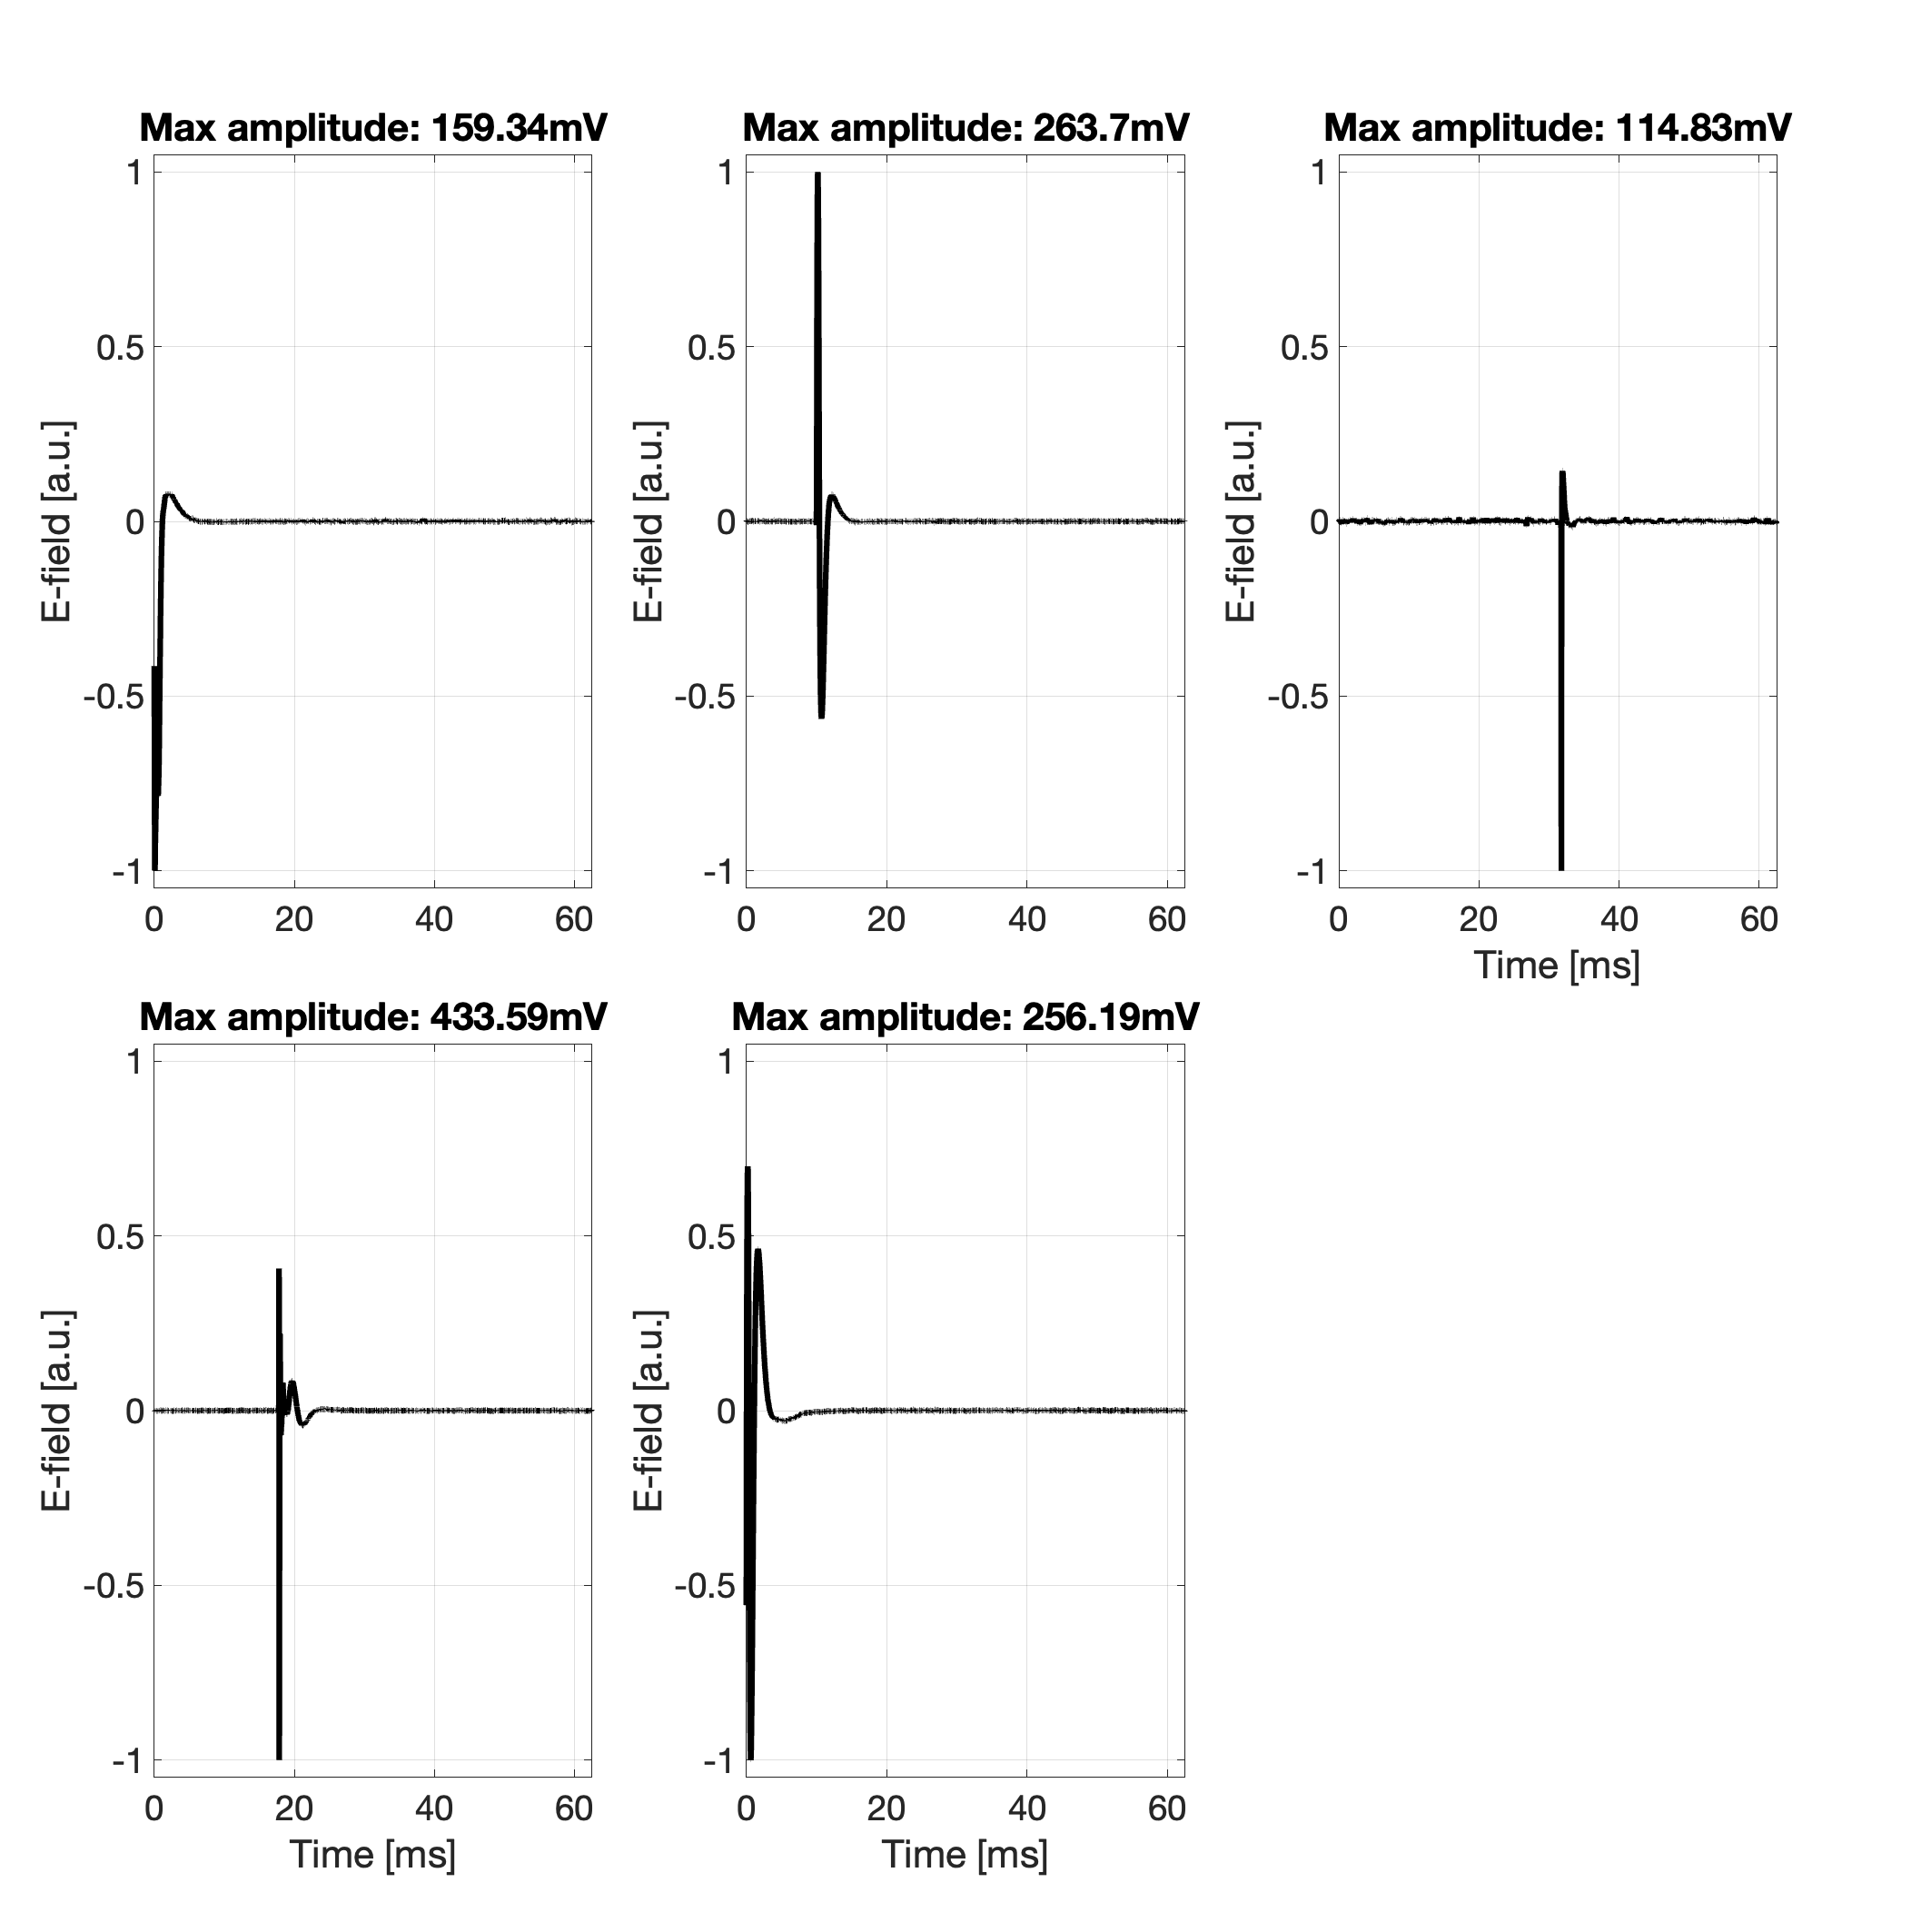 Max amplitude: 159.34mV
1
0.5
0
-0.5
-1
E-field [a.u.]
0 20 40 60
Max amplitude: 263.7mV
1
0.5
0
-0.5
-1
E-field [a.u.]
0 20 40 60
Max amplitude: 114.83mV
1
0.5
0
-0.5
-1
E-field [a.u.]
0 20 40 60
Time [ms]
Max amplitude: 433.59mV
1
0.5
0
-0.5
-1
E-field [a.u.]
0 20 40 60
Time [ms]
Max amplitude: 256.19mV
1
0.5
0
-0.5
-1
E-field [a.u.]
0 20 40 60
Time [ms]